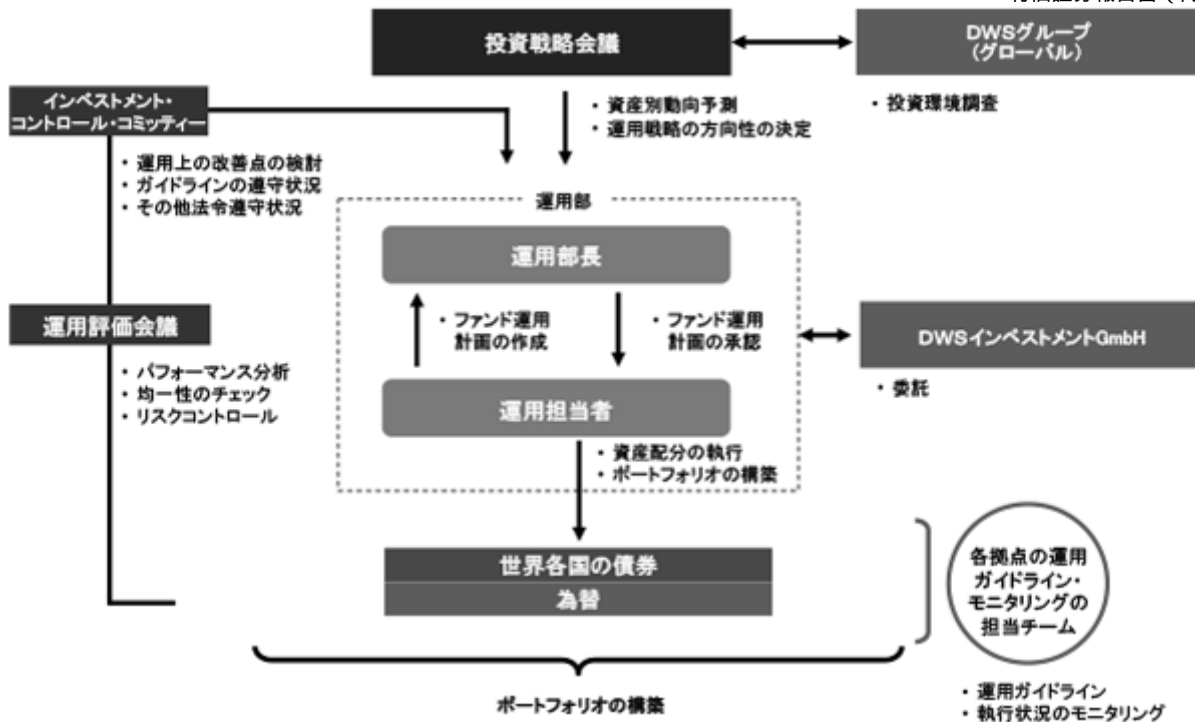 投資戦略会議
DWSグループ
(グローバル)
・投資環境調査
インベストメント・
コントロール・コミッティー
・資産別動向予測
・運用戦略の方向性の決定
・運用上の改善点の検討
・ガイドラインの遵守状況
・その他法令遵守状況
運用部
運用部長
・ファンド運用
計画の作成
・ファンド運用
計画の承認
運用評価会議
DWSインベストメントGmbH
・パフォーマンス分析
・均一性のチェック
・リスクコントロール
・委託
運用担当者
・資産配分の執行
・ポートフォリオの構築
世界各国の債券
為替
各拠点の運用
ガイドライン・
モニタリングの
担当チーム
・運用ガイドライン
・執行状況のモニタリング
ポートフォリオの構築